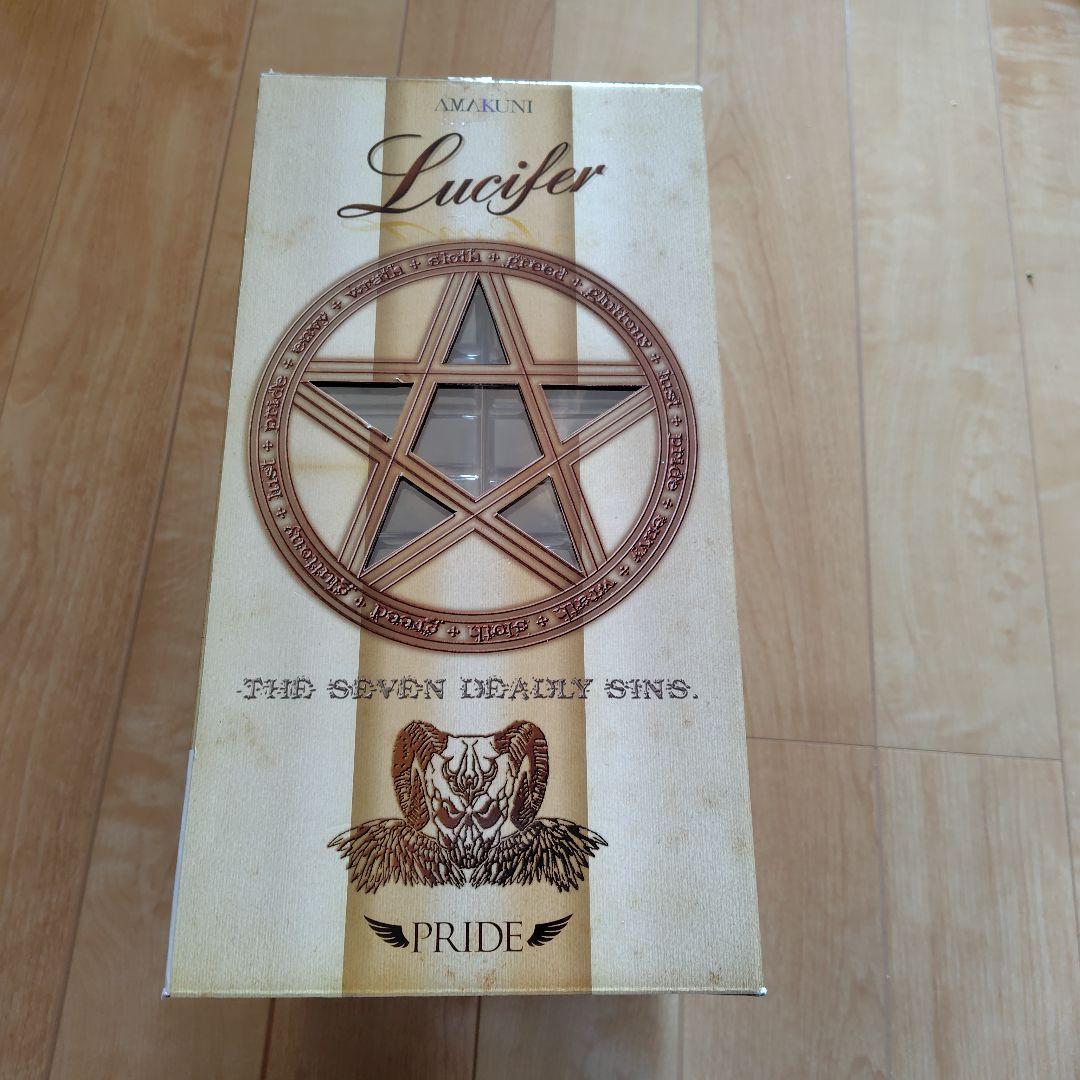 AMAKUNI
Lucifer
lust + pride + envy + wrath + sloth + greed + gluttony + lust + pride + envy + wrath + sloth + greed + gluttony +
-THE SEVEN DEADLY SINS.
PRIDE